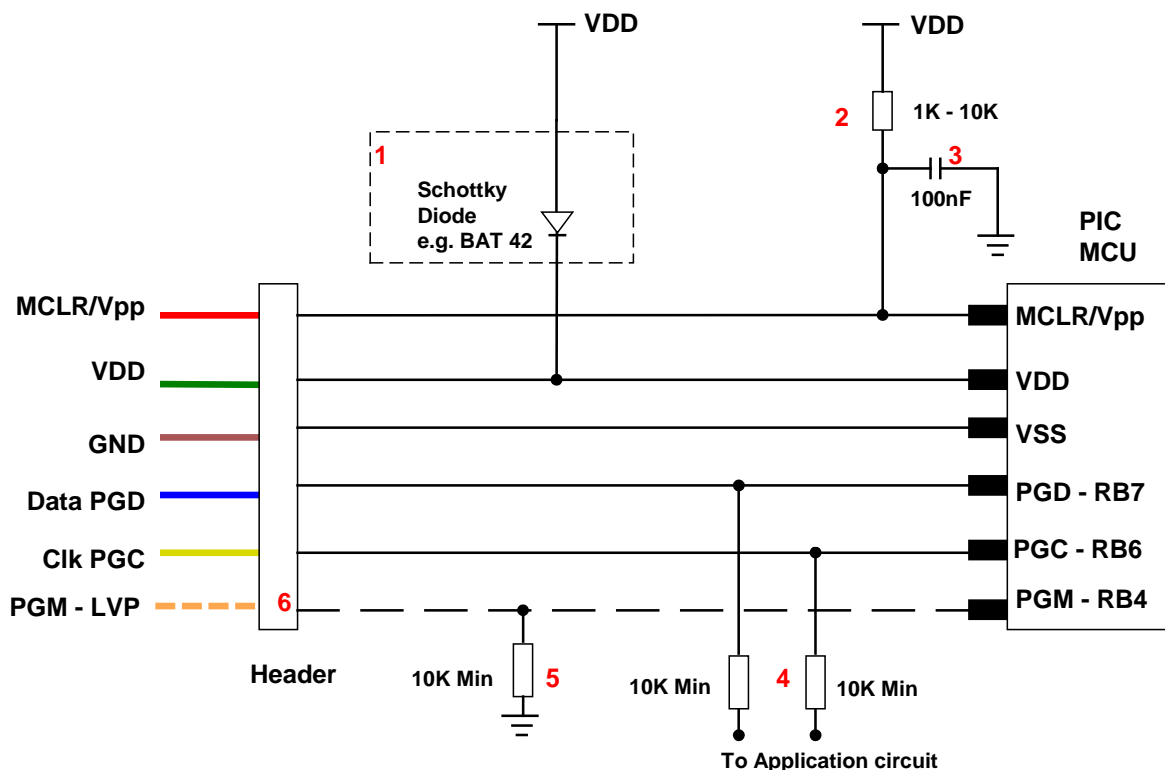 VDD
VDD
1
Schottky
Diode
e.g. BAT 42
2
1K - 10K
3
100nF
PIC
MCU
MCLR/Vpp
VDD
GND
Data PGD
Clk PGC
PGM - LVP
6
Header
MCLR/Vpp
VDD
VSS
PGD - RB7
PGC - RB6
PGM - RB4
10K Min
5
10K Min
4
10K Min
To Application circuit